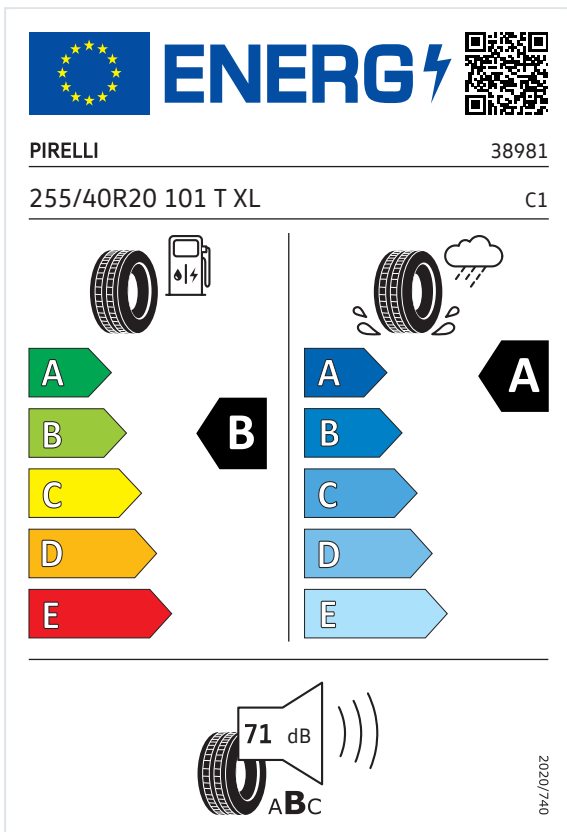 ENERG
PIRELLI 38981
255/40R20 101 T XL C1
A A A
B B B
C C
D D
E E
71 dB
ABC
2020/740